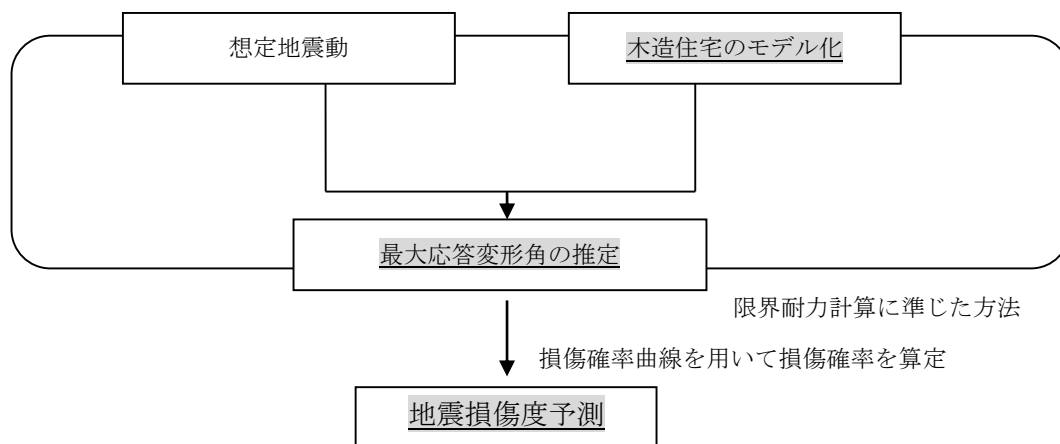 想定地震動
木造住宅のモデル化
最大応答変形角の推定
限界耐力計算に準じた方法
損傷確率曲線を用いて損傷確率を算定
地震損傷度予測